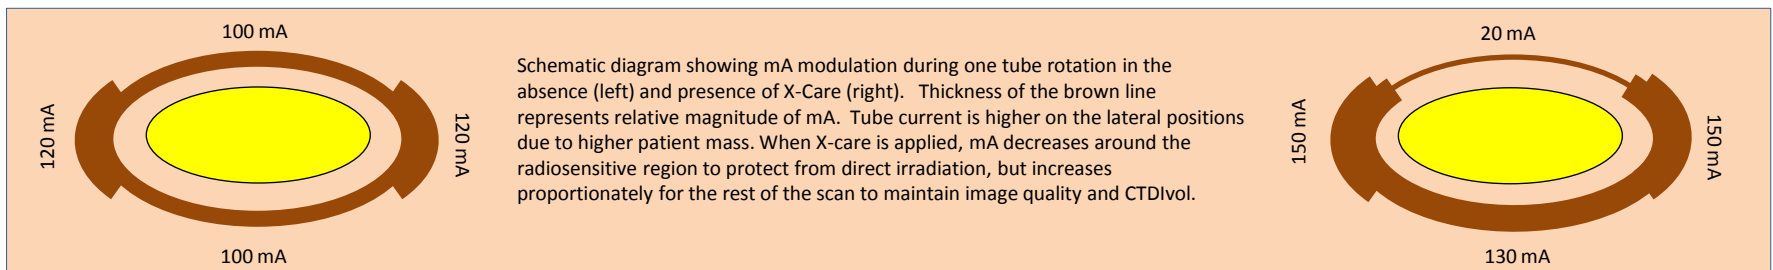 100 mA
120 mA
120 mA
100 mA
Schematic diagram showing mA modulation during one tube rotation in the
absence (left) and presence of X-Care (right).   Thickness of the brown line
represents relative magnitude of mA.  Tube current is higher on the lateral positions
due to higher patient mass. When X-care is applied, mA decreases around the
radiosensitive region to protect from direct irradiation, but increases
proportionately for the rest of the scan to maintain image quality and CTDIvol.
20 mA
150 mA
150 mA
130 mA